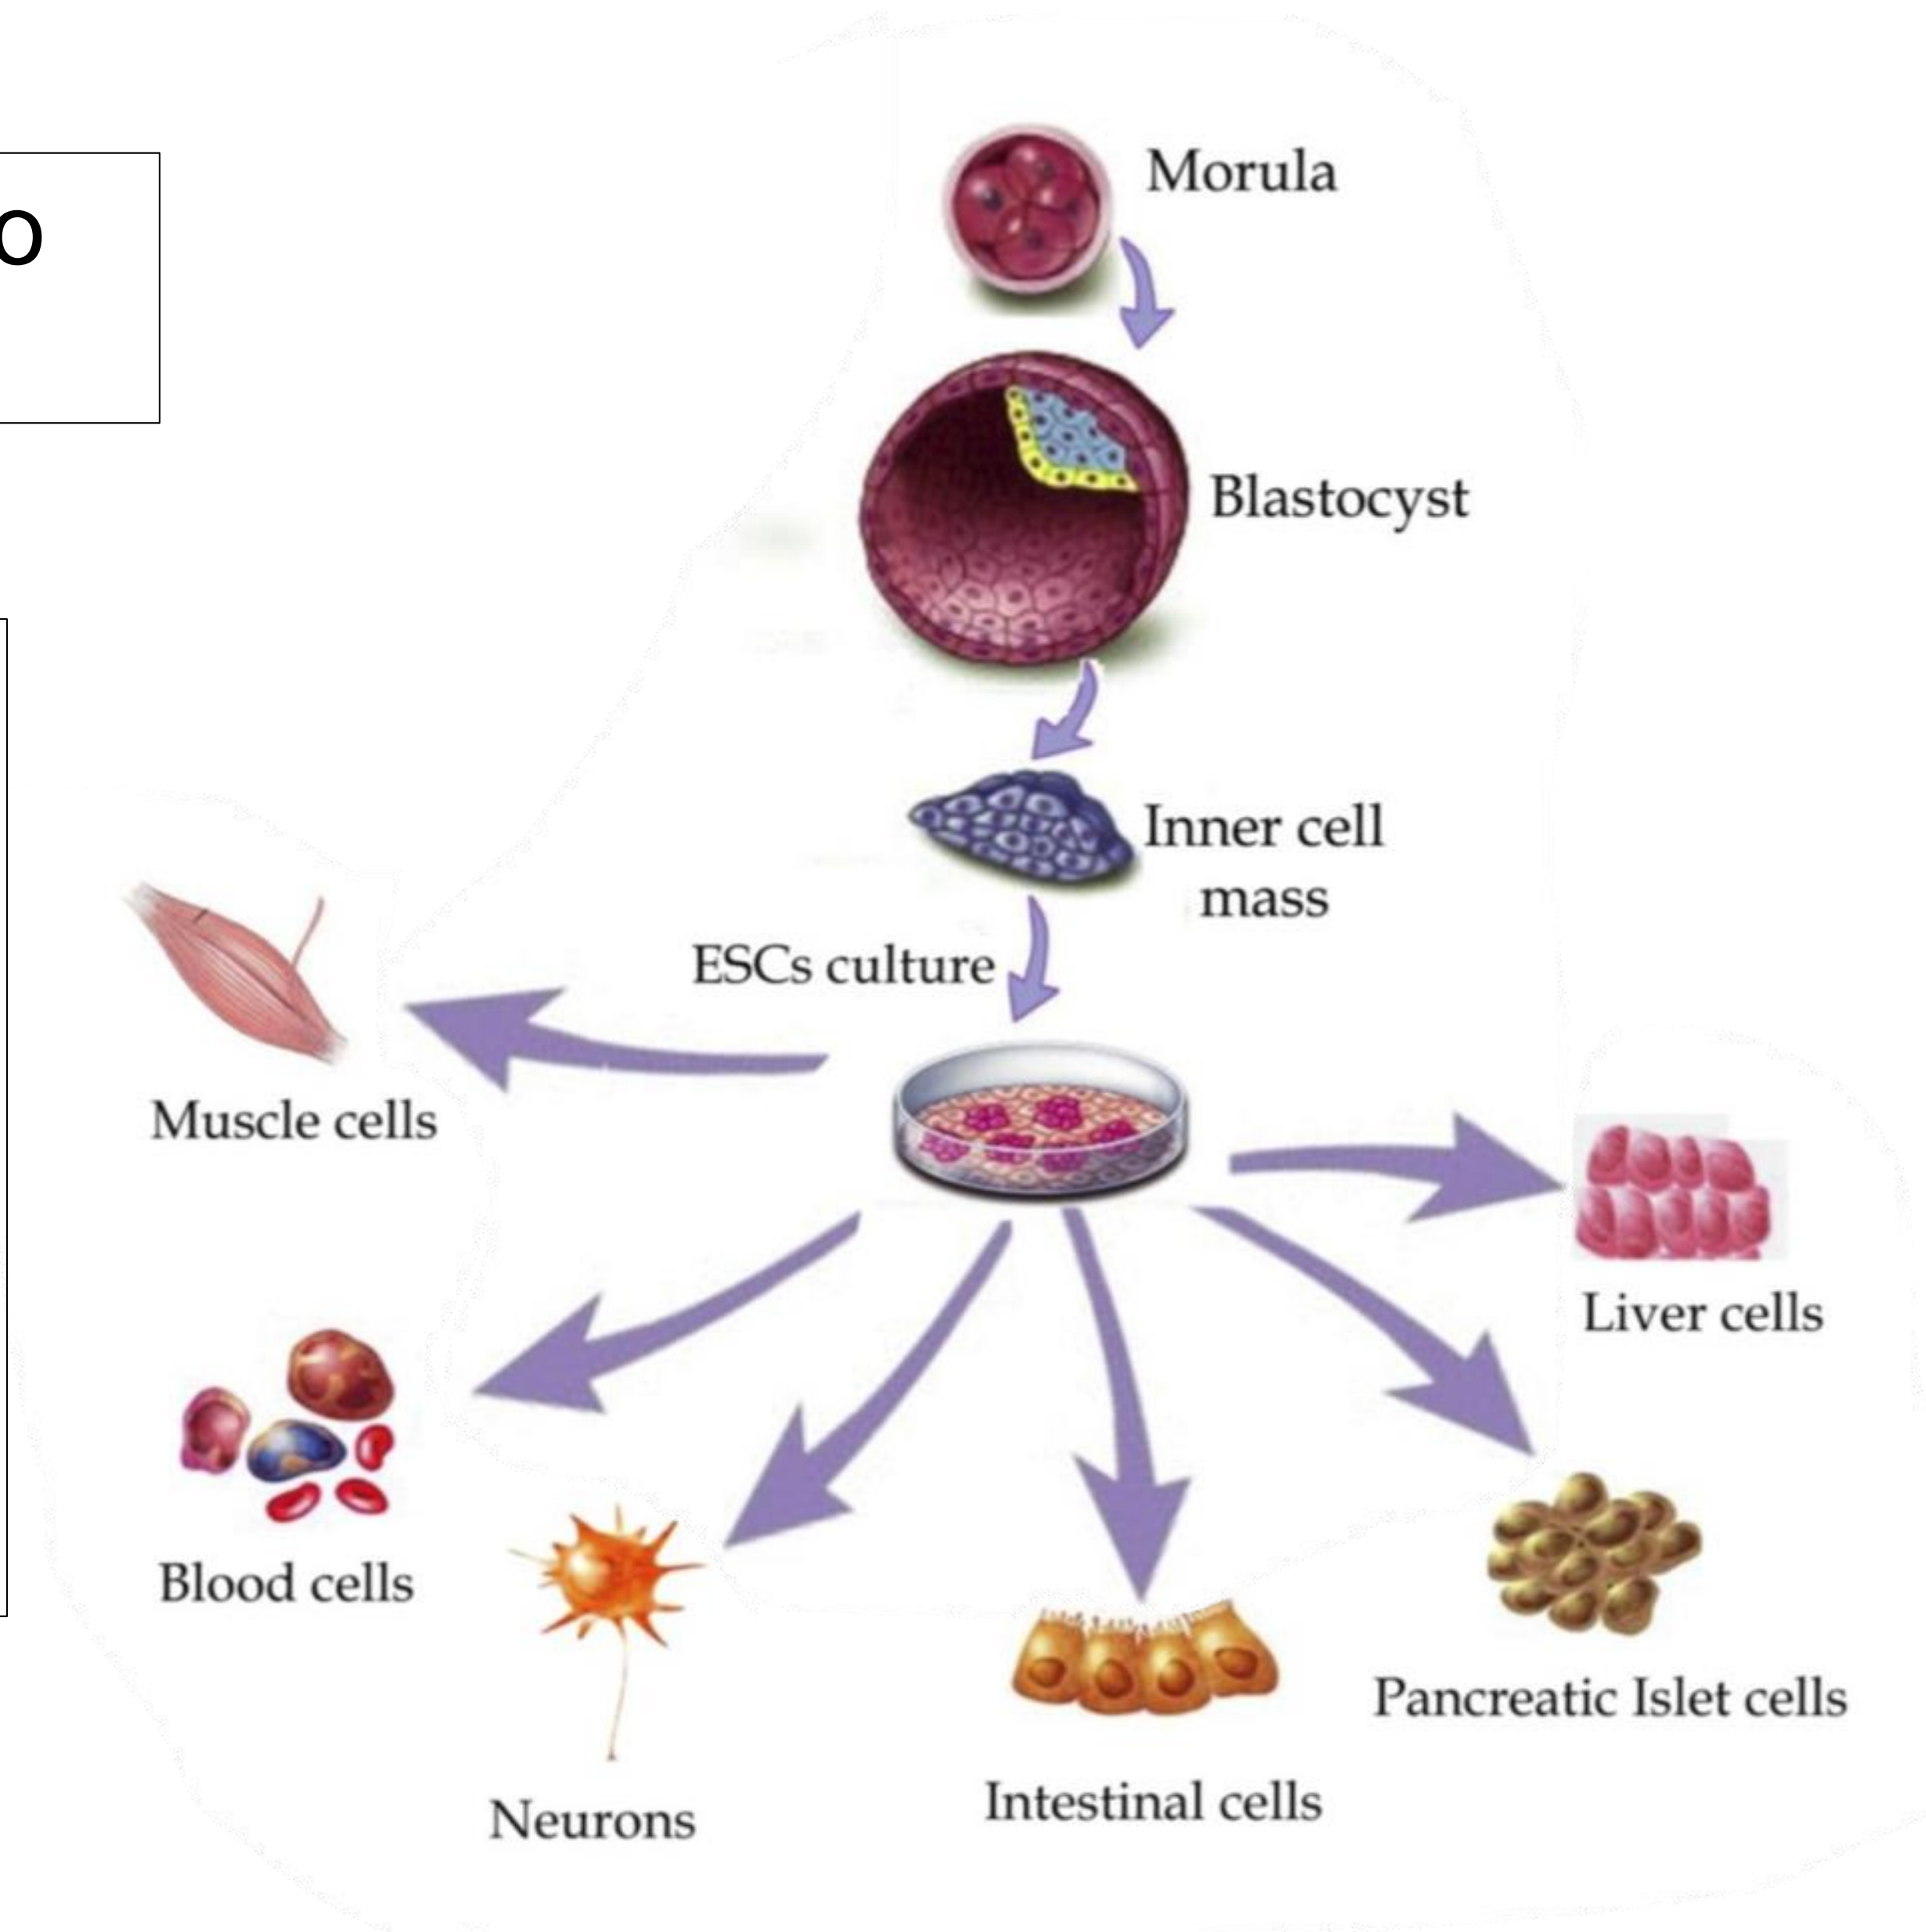 o
Morula
Blastocyst
Inner cell
mass
ESCs culture
Muscle cells
Liver cells
Blood cells
Pancreatic Islet cells
Intestinal cells
Neurons